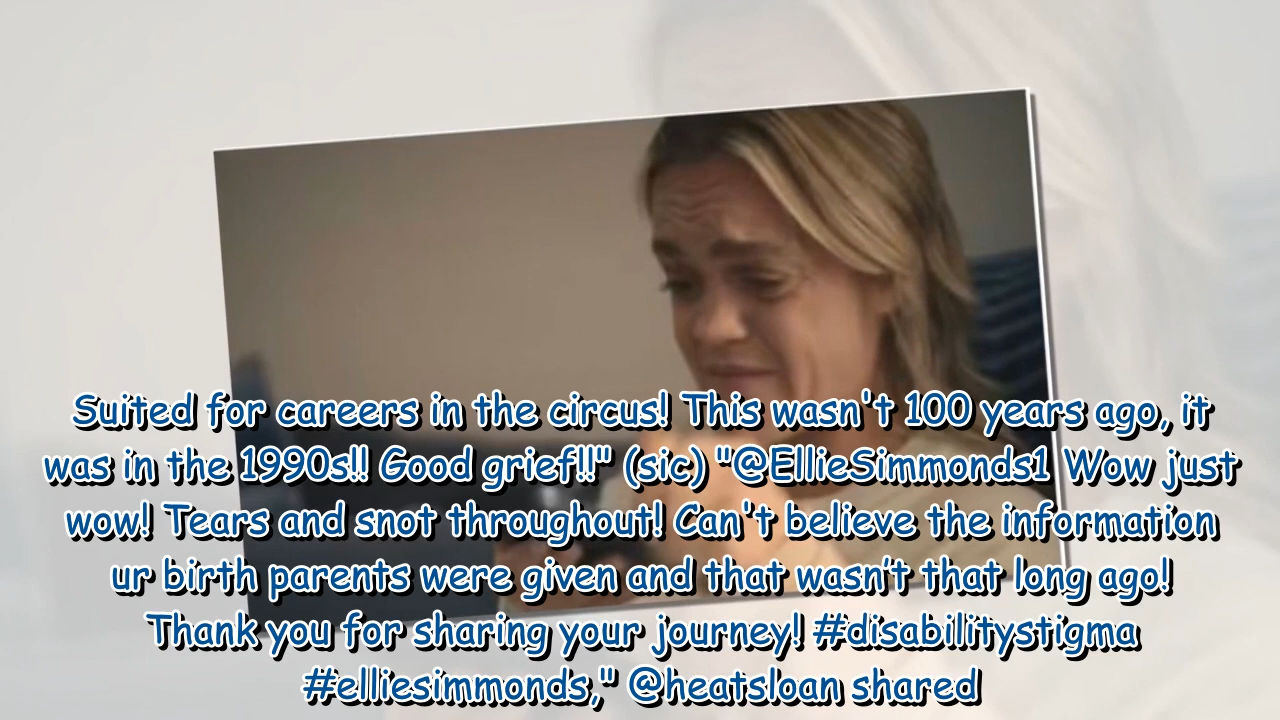 Suited for careers in the circus! This wasn't 100 years ago, it
was in the 1990s!! Good grief!!" (sic) "@EllieSimmonds1 Wow just
wow! Tears and snot throughout! Can't believe the information
ur birth parents were given and that wasn’t that long ago!
Thank you for sharing your journey! #disabilitystigma
#elliesimmonds," @heatsloan shared